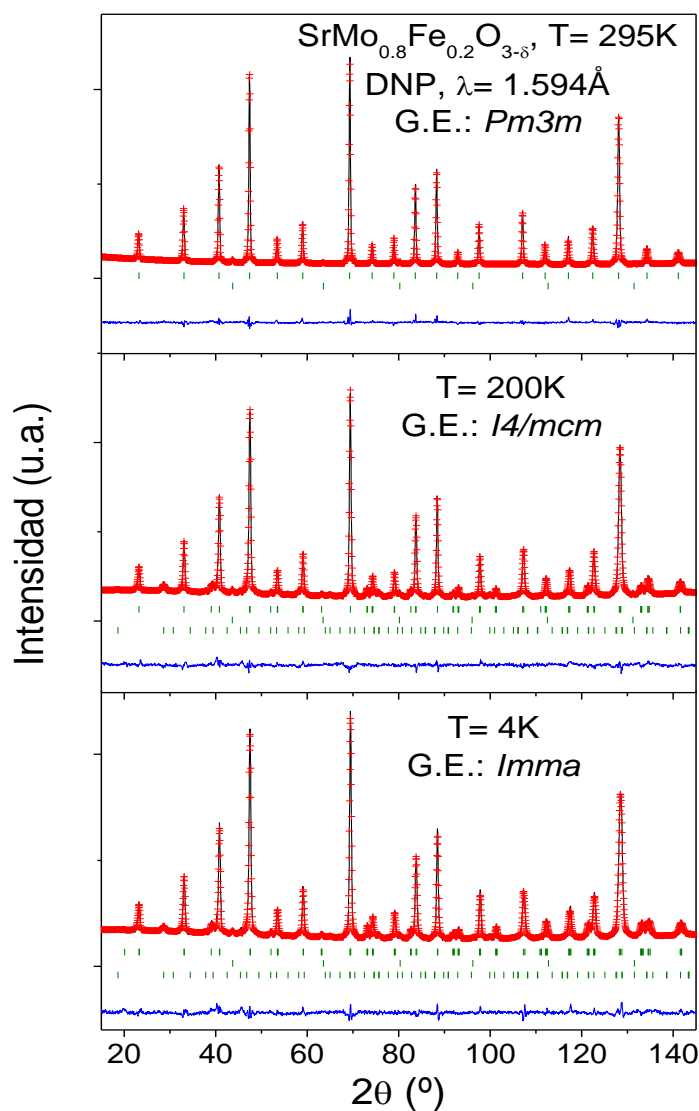 SrMo0.8Fe0.2O3-δ, T= 295K
DNP, λ= 1.594Å
G.E.: Pm3m
T= 200K
G.E.: I4/mcm
T= 4K
G.E.: Imma
Intensidad (u.a.)
20 40 60 80 100 120 140
2θ (º)